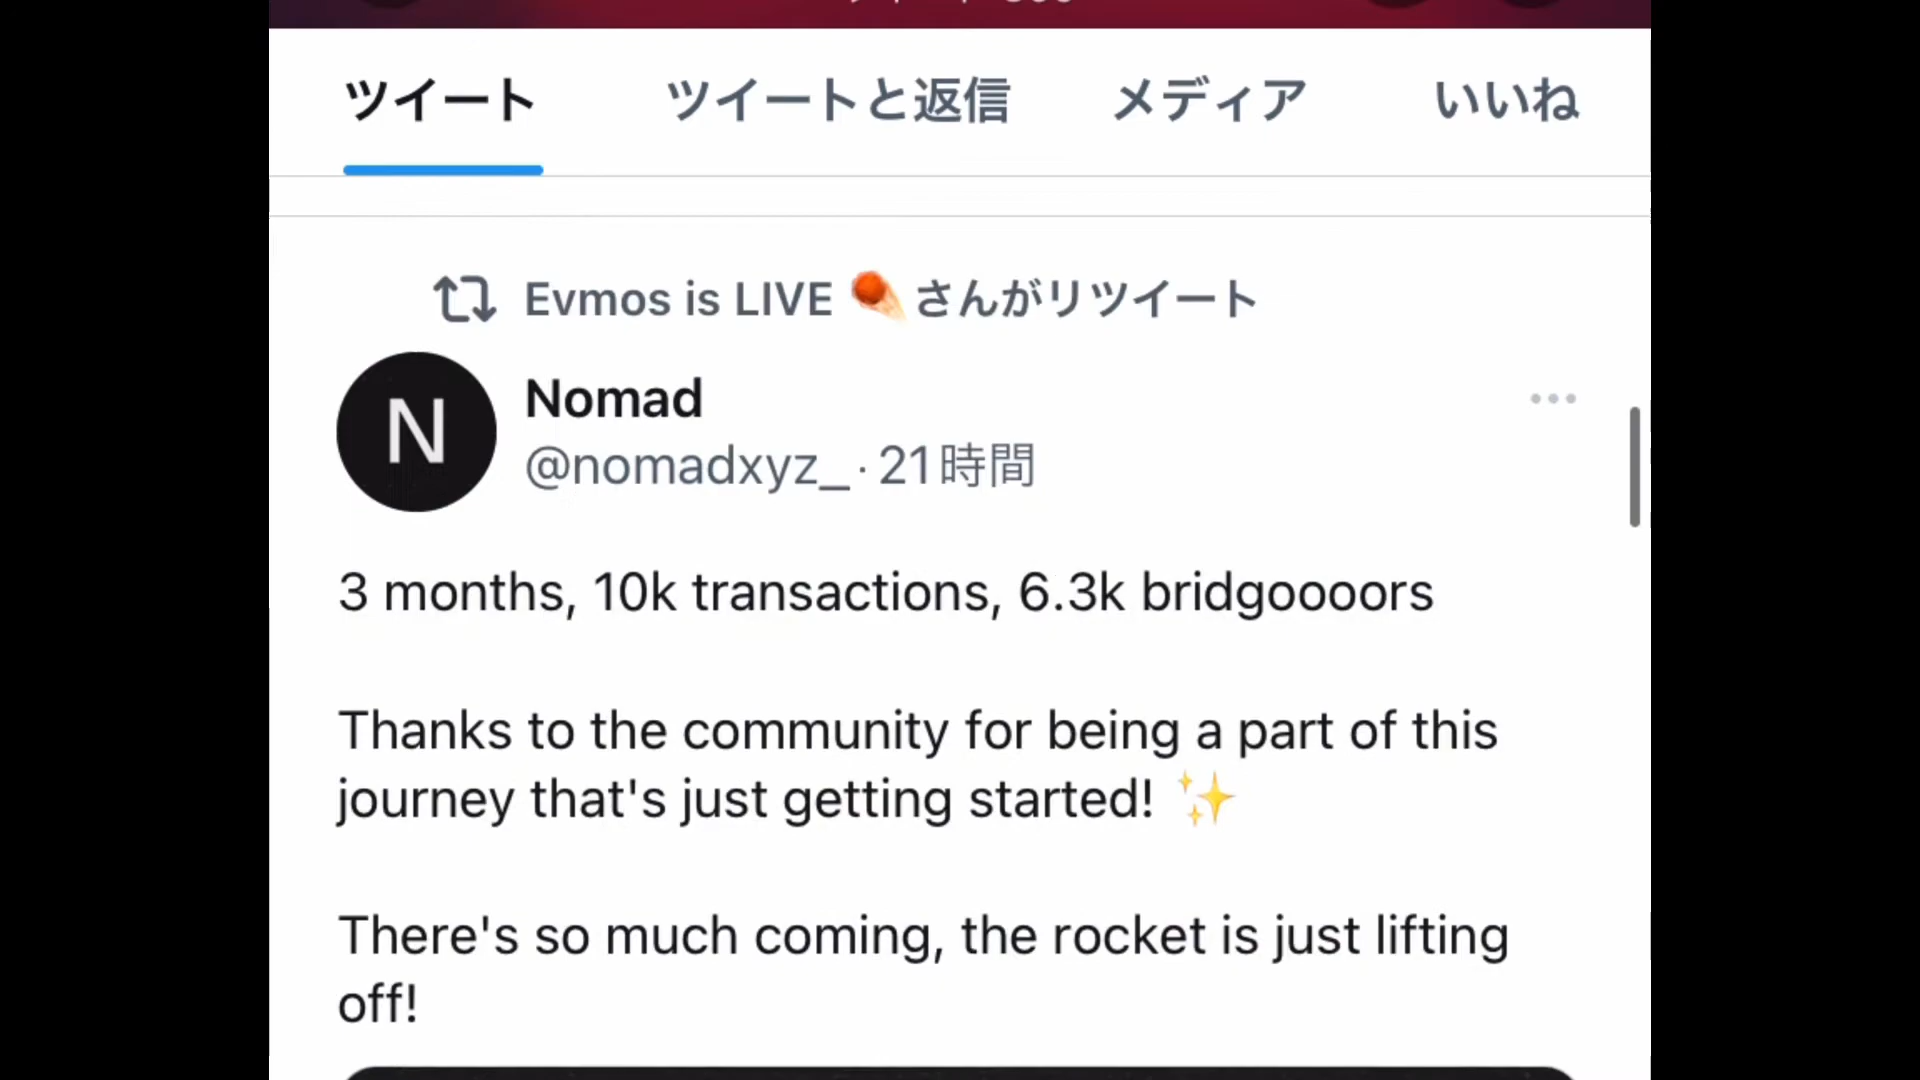 ツイート ツイートと返信 メディア いいね
Evmos is LIVE ☄️ さんがリツイート
N
Nomad
@nomadxyz_ · 21時間
3 months, 10k transactions, 6.3k bridgoooors
Thanks to the community for being a part of this
journey that's just getting started! ✨
There's so much coming, the rocket is just lifting
off!